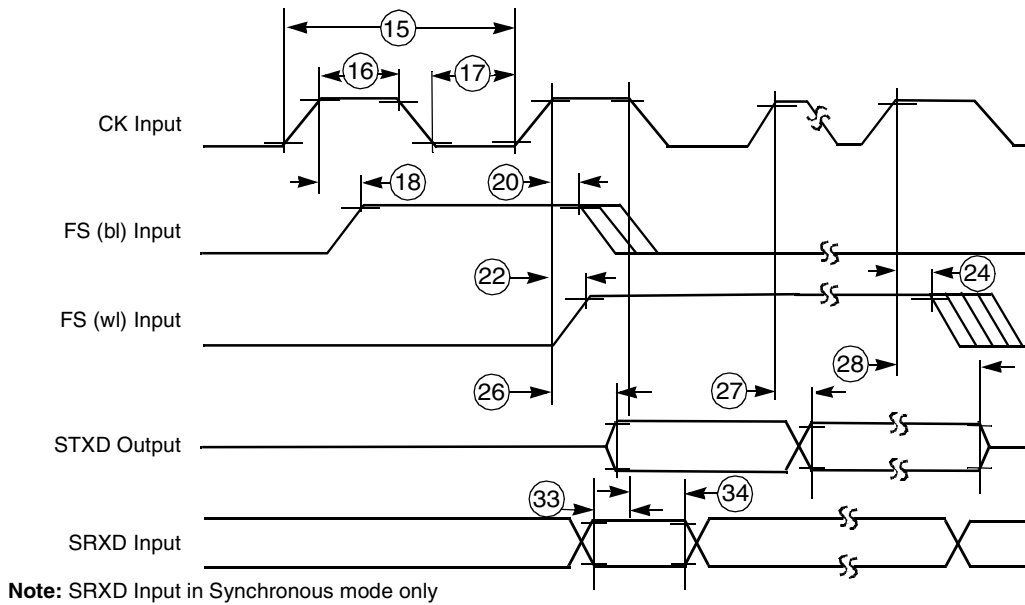 15
16
17
CK Input
18
20
FS (bl) Input
22
24
FS (wl) Input
28
26
27
STXD Output
33
34
SRXD Input
Note: SRXD Input in Synchronous mode only